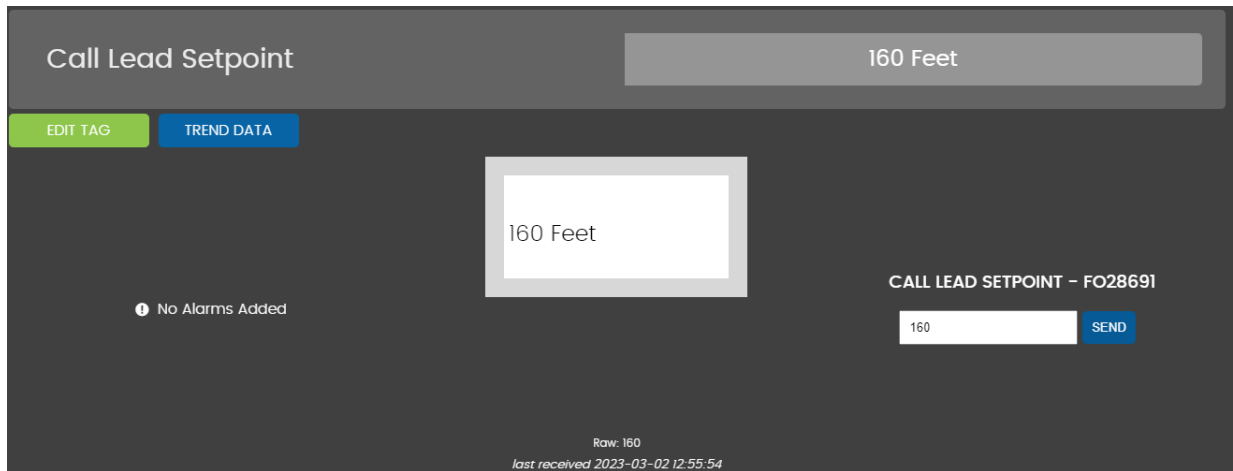 Call Lead Setpoint
160 Feet
EDIT TAG
TREND DATA
160 Feet
CALL LEAD SETPOINT - FO28691
No Alarms Added
160
SEND
Raw: 160
last received 2023-03-02 12:55:54